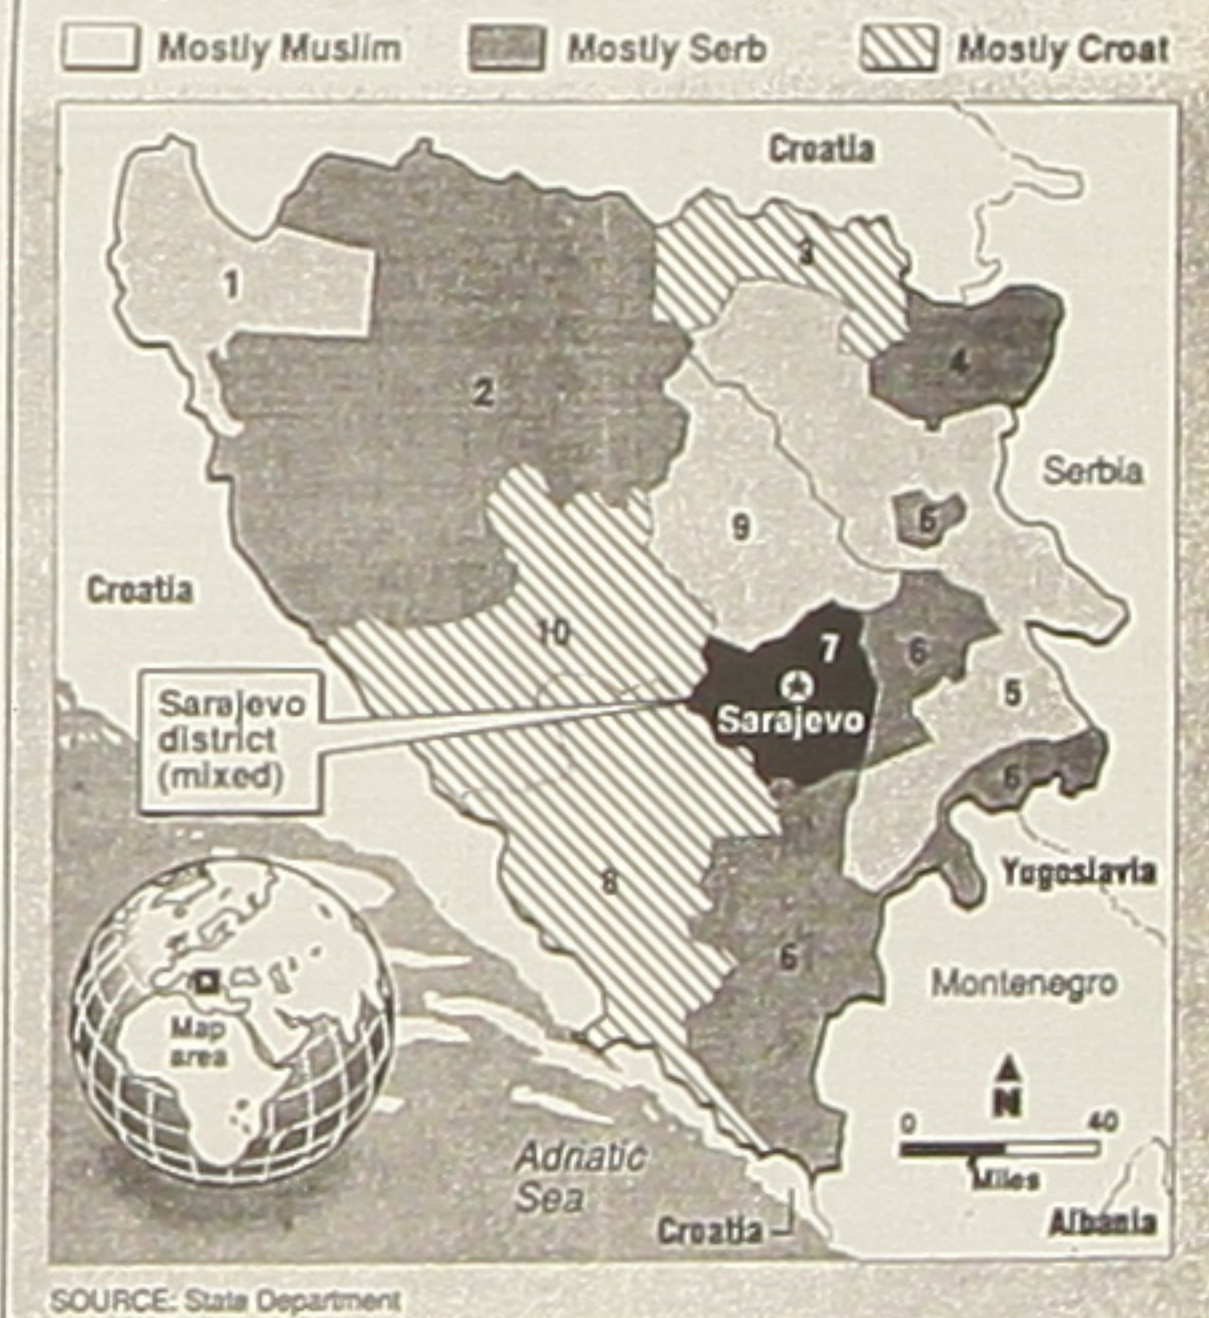 Mostly Muslim
Mostly Serb
Mostly Croat
Croatia
1
2
3
4
Serbia
9
6
Croatia
10
7
6
5
Sarajevo
Sarajevo
district
(mixed)
6
8
Yugoslavia
6
Montenegro
Map
area
N
0 40
Miles
Adriatic
Sea
Croatia
Albania
SOURCE: State Department